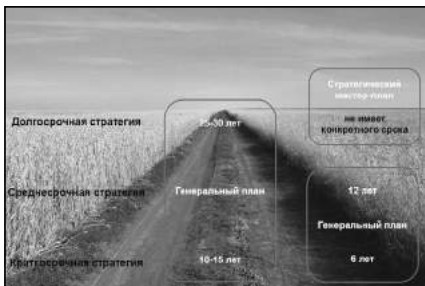 Стратегический
мастер-план
не имеет
конкретного срока
Долгосрочная стратегия
25-30 лет
Среднесрочная стратегия
Генеральный план
12 лет
Генеральный план
Краткосрочная стратегия
10-15 лет
6 лет